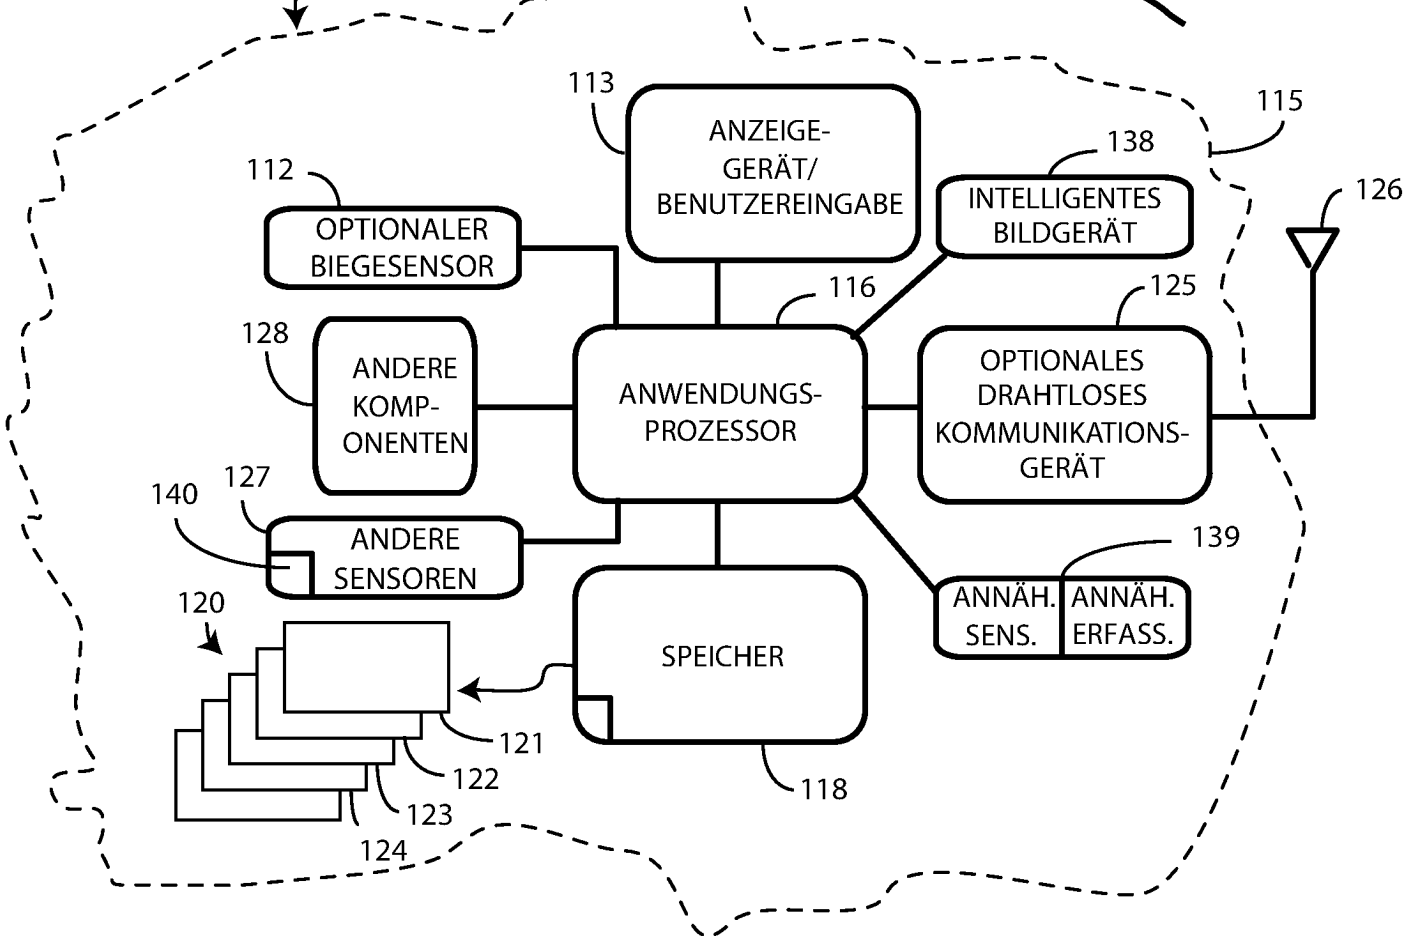 113
ANZEIGE-
GERÄT/
BENUTZEREINGABE
115
138
INTELLIGENTES
BILDGERÄT
126
112
OPTIONALER
BIEGESENSOR
116
125
128
ANDERE
KOMP-
ONENTEN
ANWENDUNGS-
PROZESSOR
OPTIONALES
DRAHTLOSES
KOMMUNIKATIONS-
GERÄT
140
127
ANDERE
SENSOREN
139
ANNÄH.
SENS.
ANNÄH.
ERFASS.
120
SPEICHER
121
122
123
124
118